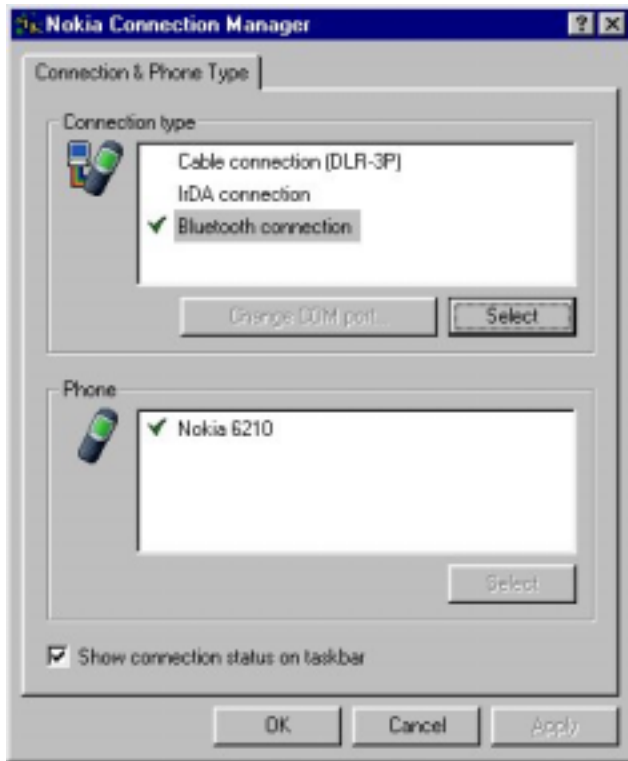 Nokia Connection Manager
Connection & Phone Type
Connection type
Cable connection (DLR-3P)
IrDA connection
Bluetooth connection
Change COM port...
Select
Phone
Nokia 6210
Select
Show connection status on taskbar
OK
Cancel
Apply